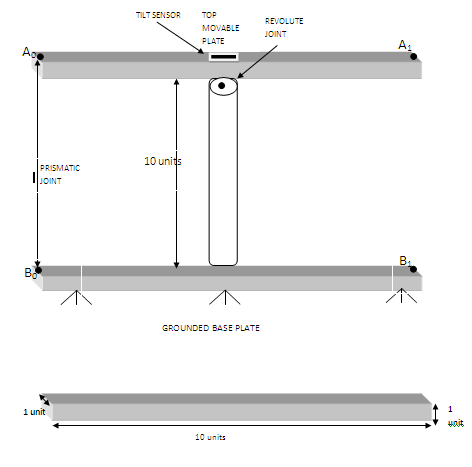 TILT SENSOR
TOP
MOVABLE
PLATE
REVOLUTE
JOINT
A0
A1
10 units
PRISMATIC
JOINT
l
B0
B1
GROUNDED BASE PLATE
1 unit
1
unit
10 units